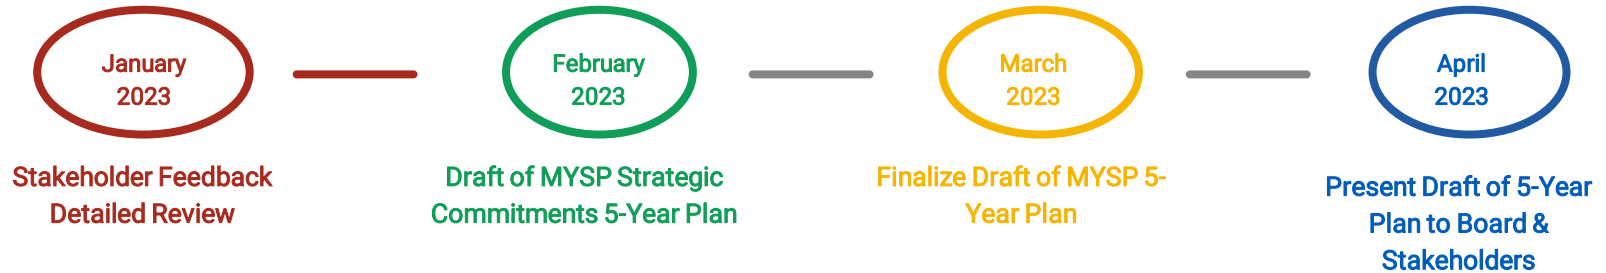 January
2023
Stakeholder Feedback
Detailed Review
February
2023
Draft of MYSP Strategic
Commitments 5-Year Plan
March
2023
Finalize Draft of MYSP 5-
Year Plan
April
2023
Present Draft of 5-Year
Plan to Board &
Stakeholders